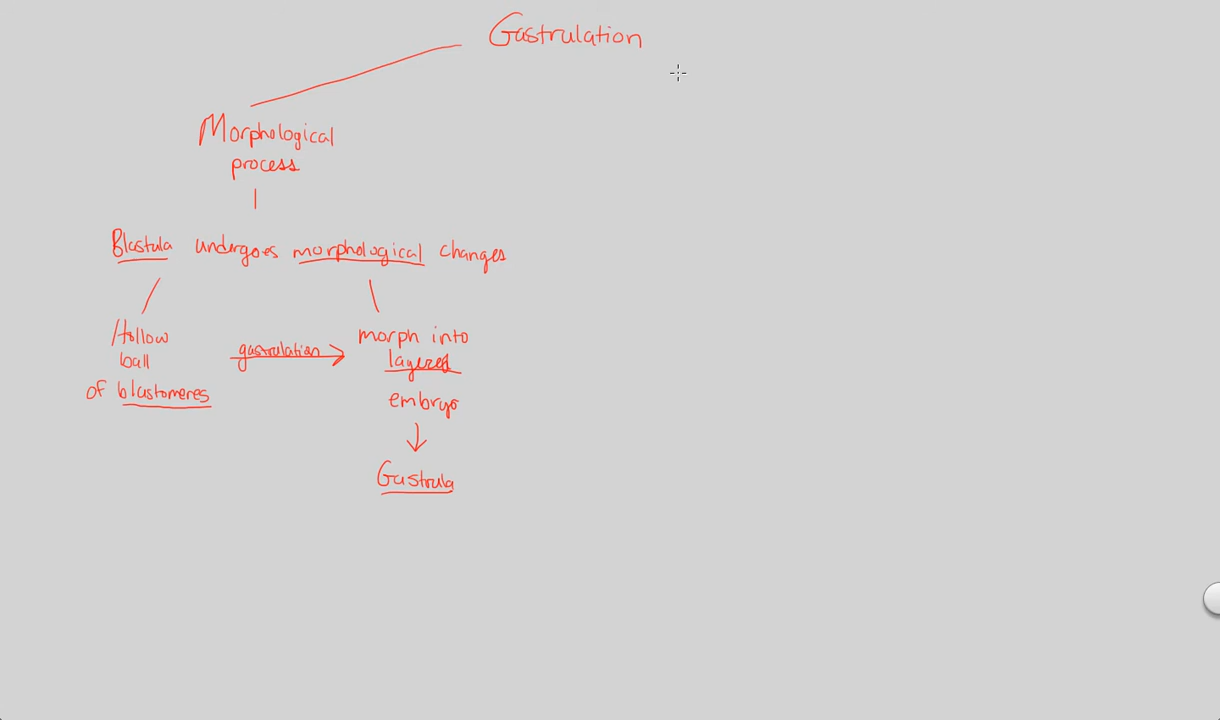 Gastrulation
Morphological
process
Blastula undergoes morphological changes
Hollow
ball
of blastomeres
gastrulation
morph into
layered
embryo
Gastrula